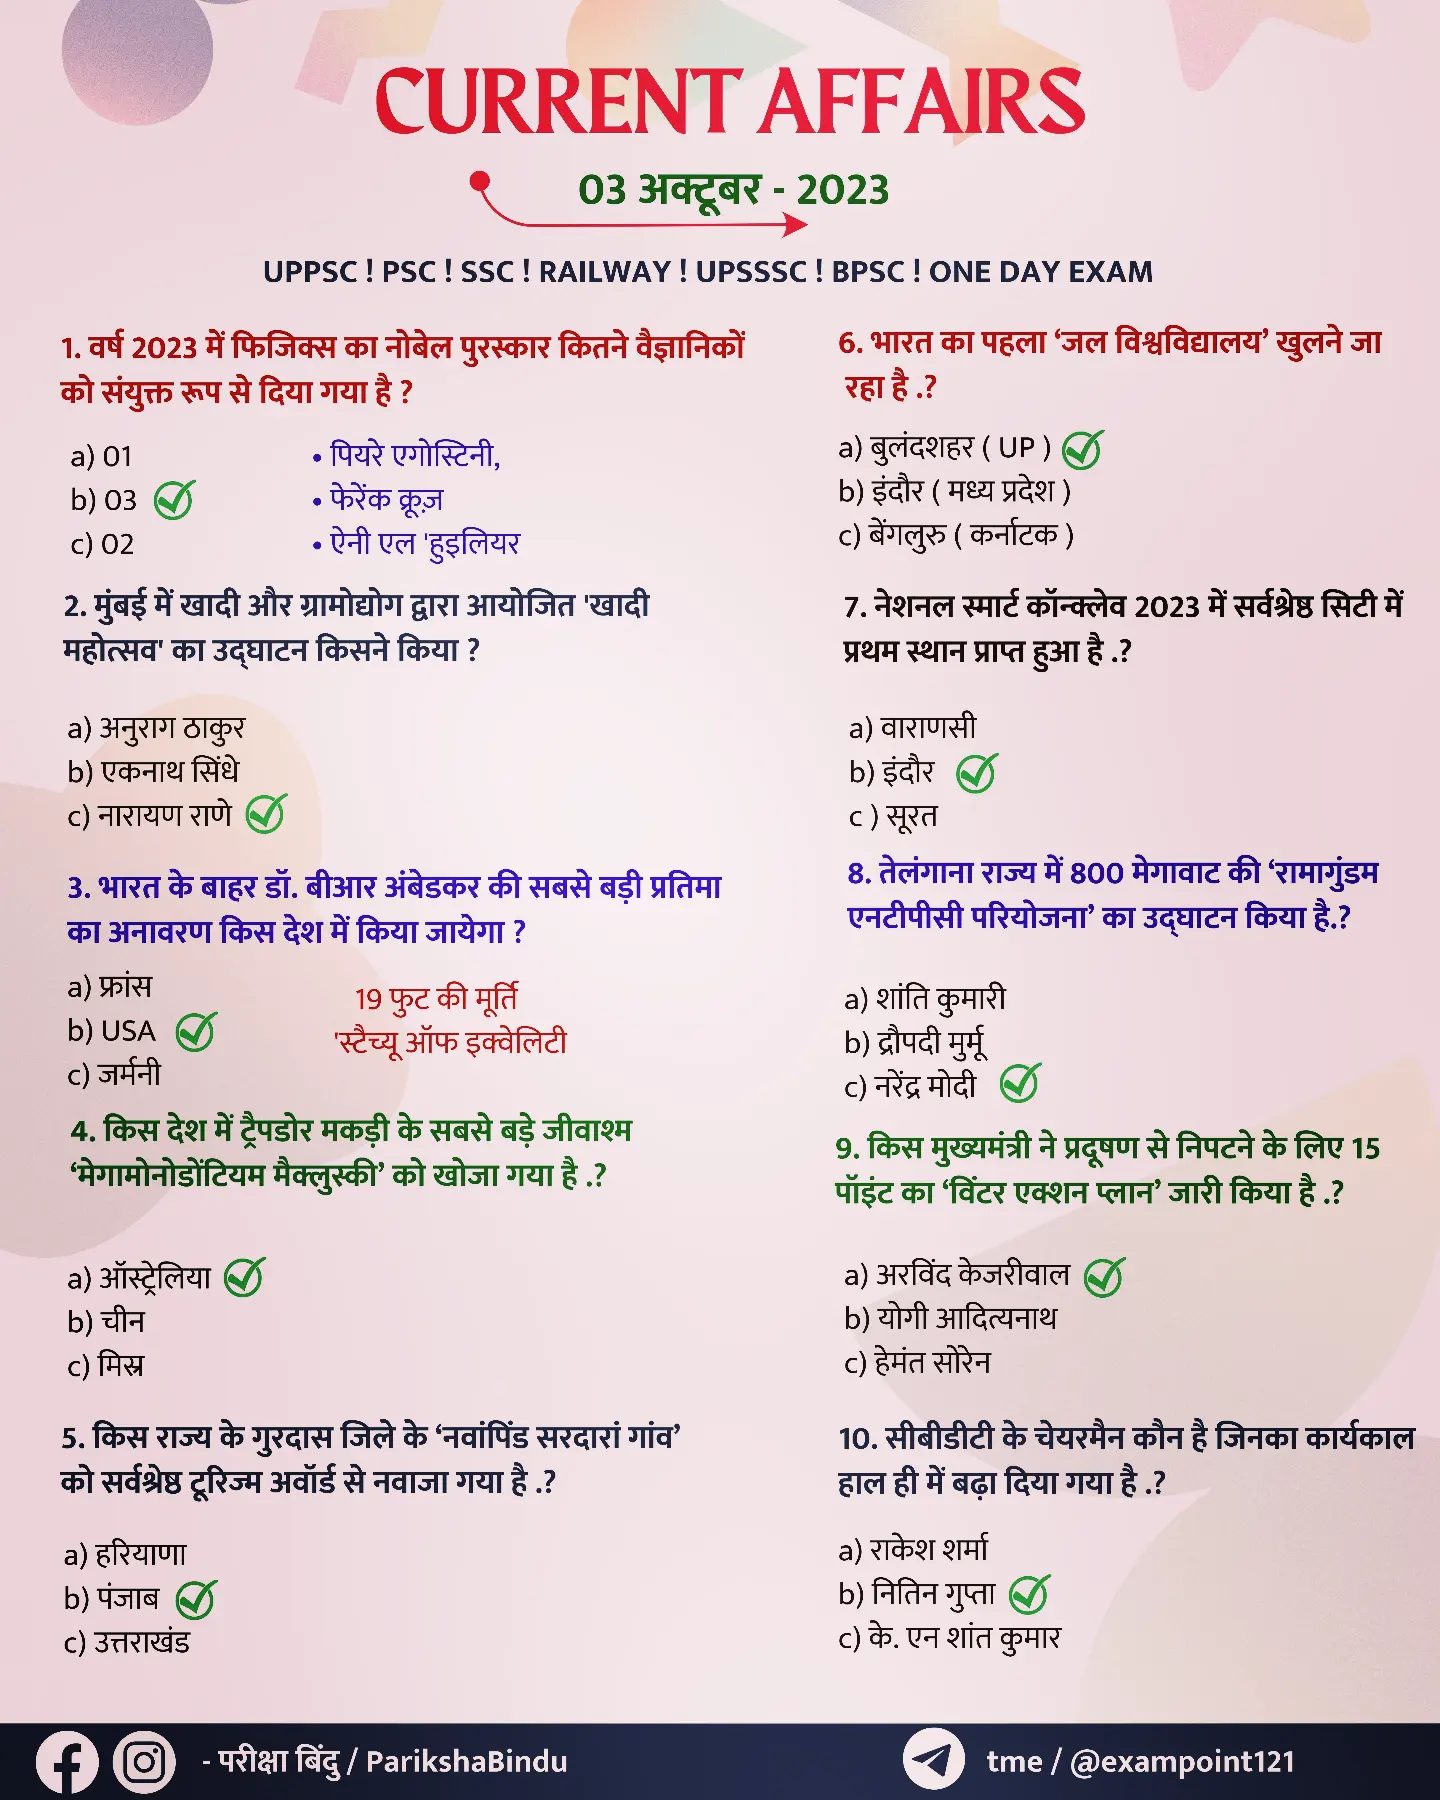 CURRENT AFFAIRS
03 अक्टूबर - 2023
UPPSC ! PSC ! SSC ! RAILWAY ! UPSSSC ! BPSC ! ONE DAY EXAM
1. वर्ष 2023 में फिजिक्स का नोबेल पुरस्कार कितने वैज्ञानिकों
को संयुक्त रूप से दिया गया है ?
a) 01
b) 03
c) 02
• पियरे एगोस्टिनी,
• फेरेंक क्रूज़
• ऐनी एल 'हुइलियर
2. मुंबई में खादी और ग्रामोद्योग द्वारा आयोजित 'खादी
महोत्सव' का उद्घाटन किसने किया ?
a) अनुराग ठाकुर
b) एकनाथ सिंधे
c) नारायण राणे
3. भारत के बाहर डॉ. बीआर अंबेडकर की सबसे बड़ी प्रतिमा
का अनावरण किस देश में किया जायेगा ?
a) फ्रांस
b) USA
c) जर्मनी
19 फुट की मूर्ति
'स्टैच्यू ऑफ इक्वेलिटी
4. किस देश में ट्रैपडोर मकड़ी के सबसे बड़े जीवाश्म
‘मेगामोनोडोंटियम मैक्लुस्की’ को खोजा गया है .?
a) ऑस्ट्रेलिया
b) चीन
c) मिस्र
5. किस राज्य के गुरदास जिले के ‘नवांपिंड सरदारां गांव’
को सर्वश्रेष्ठ टूरिज्म अवॉर्ड से नवाजा गया है .?
a) हरियाणा
b) पंजाब
c) उत्तराखंड
6. भारत का पहला ‘जल विश्वविद्यालय’ खुलने जा
रहा है .?
a) बुलंदशहर ( UP )
b) इंदौर ( मध्य प्रदेश )
c) बेंगलुरु ( कर्नाटक )
7. नेशनल स्मार्ट कॉन्क्लेव 2023 में सर्वश्रेष्ठ सिटी में
प्रथम स्थान प्राप्त हुआ है .?
a) वाराणसी
b) इंदौर
c ) सूरत
8. तेलंगाना राज्य में 800 मेगावाट की ‘रामागुंडम
एनटीपीसी परियोजना’ का उद्घाटन किया है.?
a) शांति कुमारी
b) द्रौपदी मुर्मू
c) नरेंद्र मोदी
9. किस मुख्यमंत्री ने प्रदूषण से निपटने के लिए 15
पॉइंट का ‘विंटर एक्शन प्लान’ जारी किया है .?
a) अरविंद केजरीवाल
b) योगी आदित्यनाथ
c) हेमंत सोरेन
10. सीबीडीटी के चेयरमैन कौन है जिनका कार्यकाल
हाल ही में बढ़ा दिया गया है .?
a) राकेश शर्मा
b) नितिन गुप्ता
c) के. एन शांत कुमार
- परीक्षा बिंदु / ParikshaBindu
tme / @exampoint121